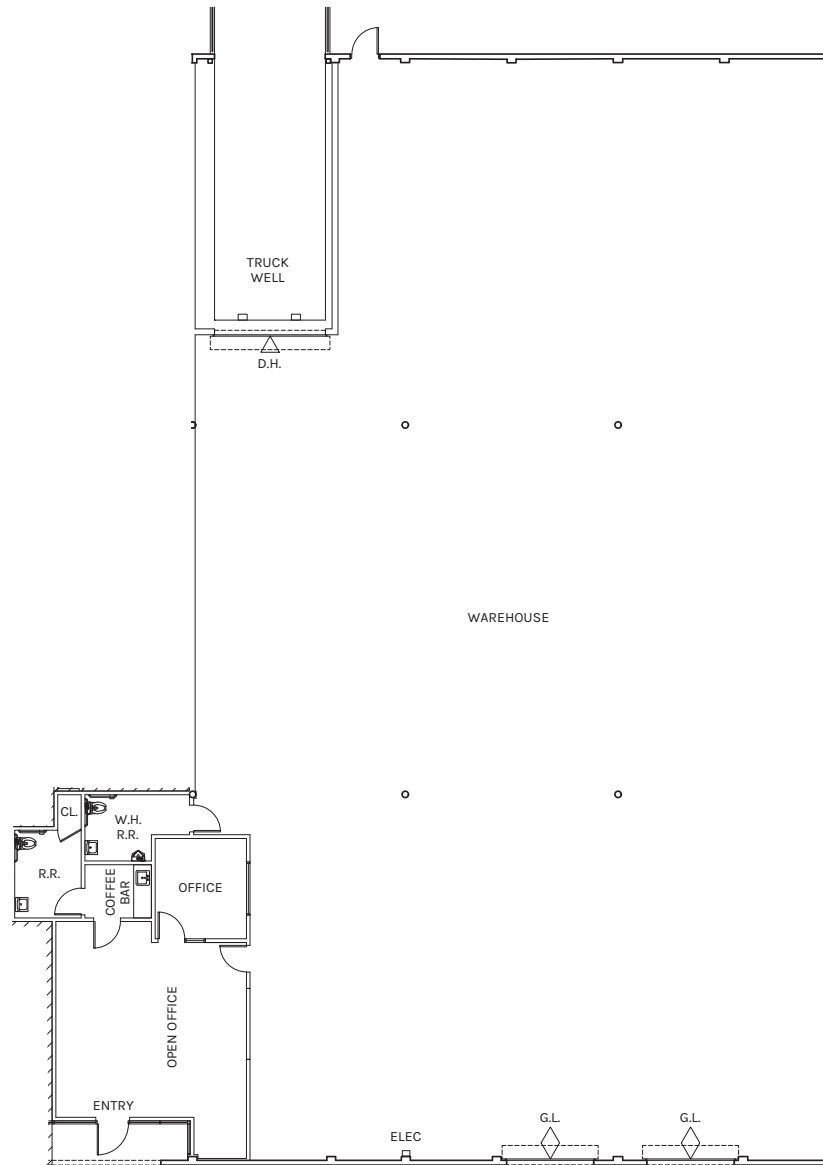 TRUCK
WELL
D.H.
WAREHOUSE
CL.
W.H.
R.R.
R.R.
COFFEE
BAR
OFFICE
OPEN OFFICE
ENTRY
ELEC
G.L.
G.L.